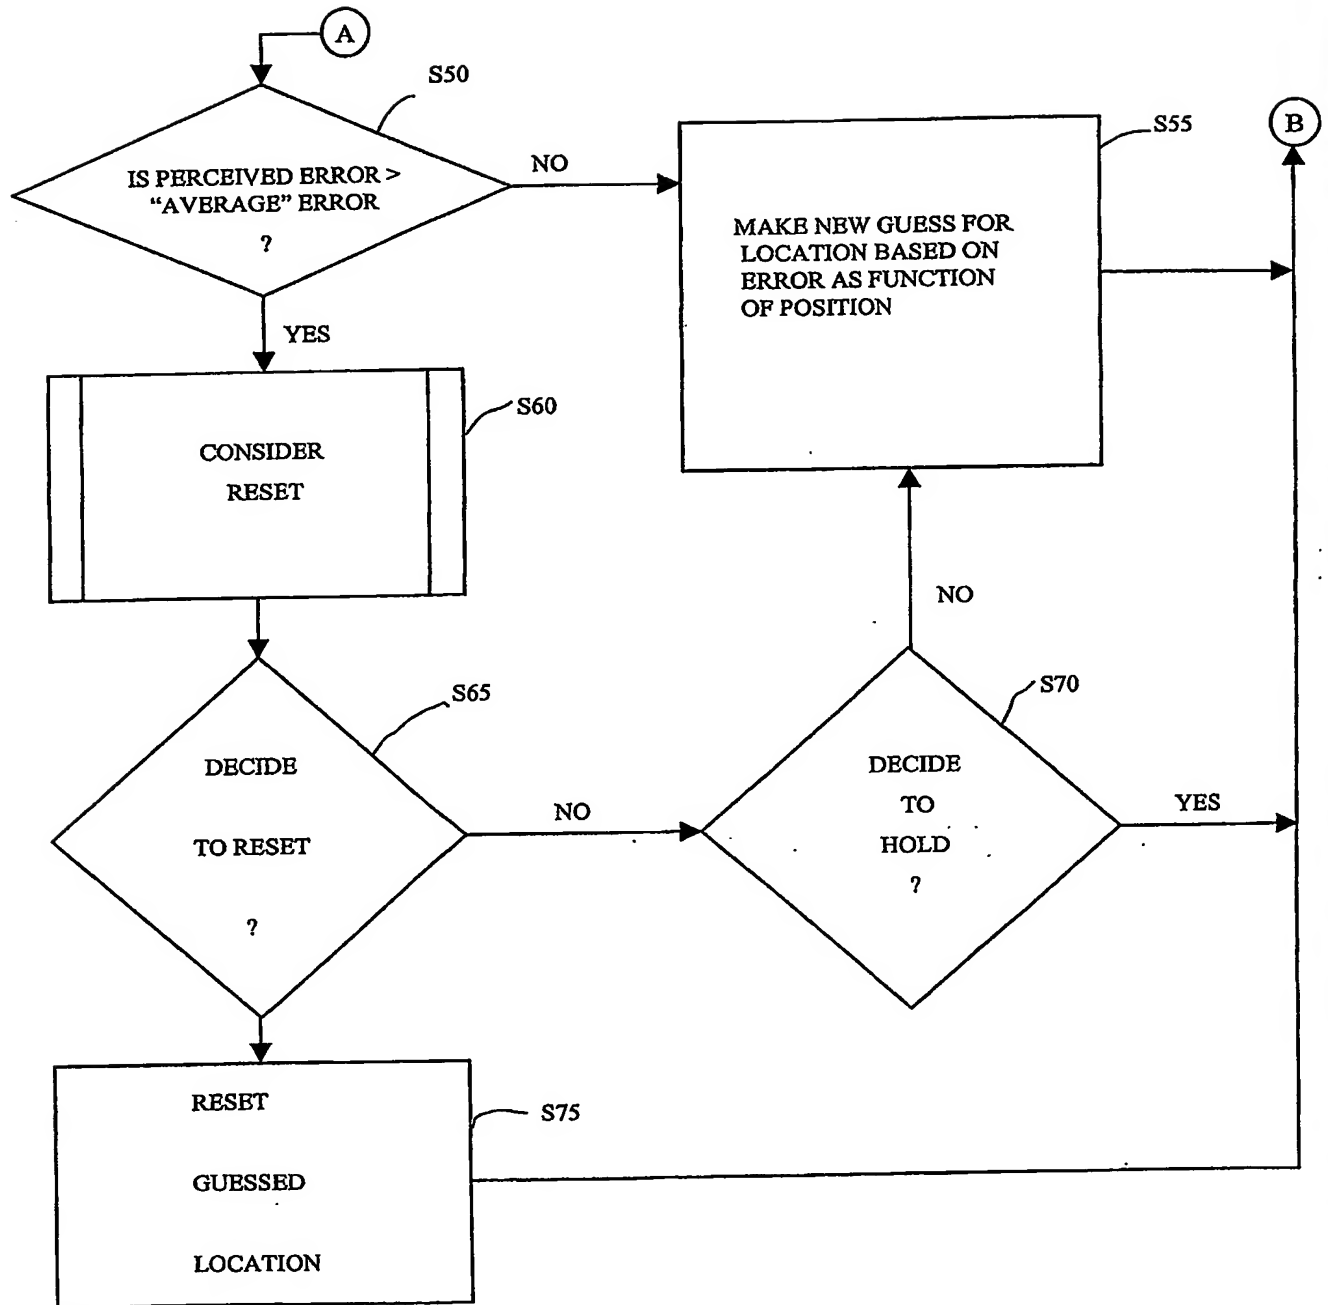 A
S50
IS PERCEIVED ERROR >
“AVERAGE” ERROR
?
NO
YES
S55
MAKE NEW GUESS FOR
LOCATION BASED ON
ERROR AS FUNCTION
OF POSITION
B
S60
CONSIDER
RESET
S65
DECIDE
TO RESET
?
NO
S70
DECIDE
TO
HOLD
?
NO
YES
S75
RESET
GUESSED
LOCATION